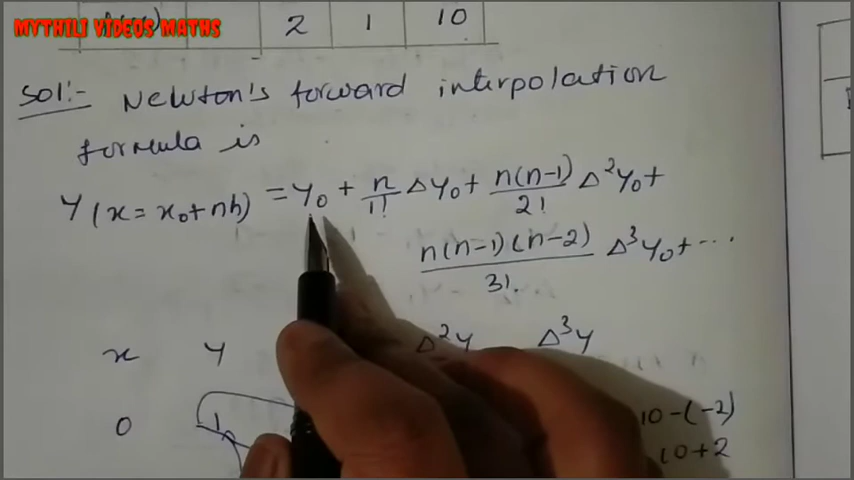 MYTHILI VIDEOS MATHS
2 1 10
Sol:- Newton's forward interpolation
formula is
Y(x = x₀+nh) = Y₀ + n/1! ΔY₀ + n(n-1)/2! Δ²Y₀ +
n(n-1)(n-2)/3! Δ³Y₀ + ...
x Y Δ²Y Δ³Y
0 1 10-(-2)
10+2